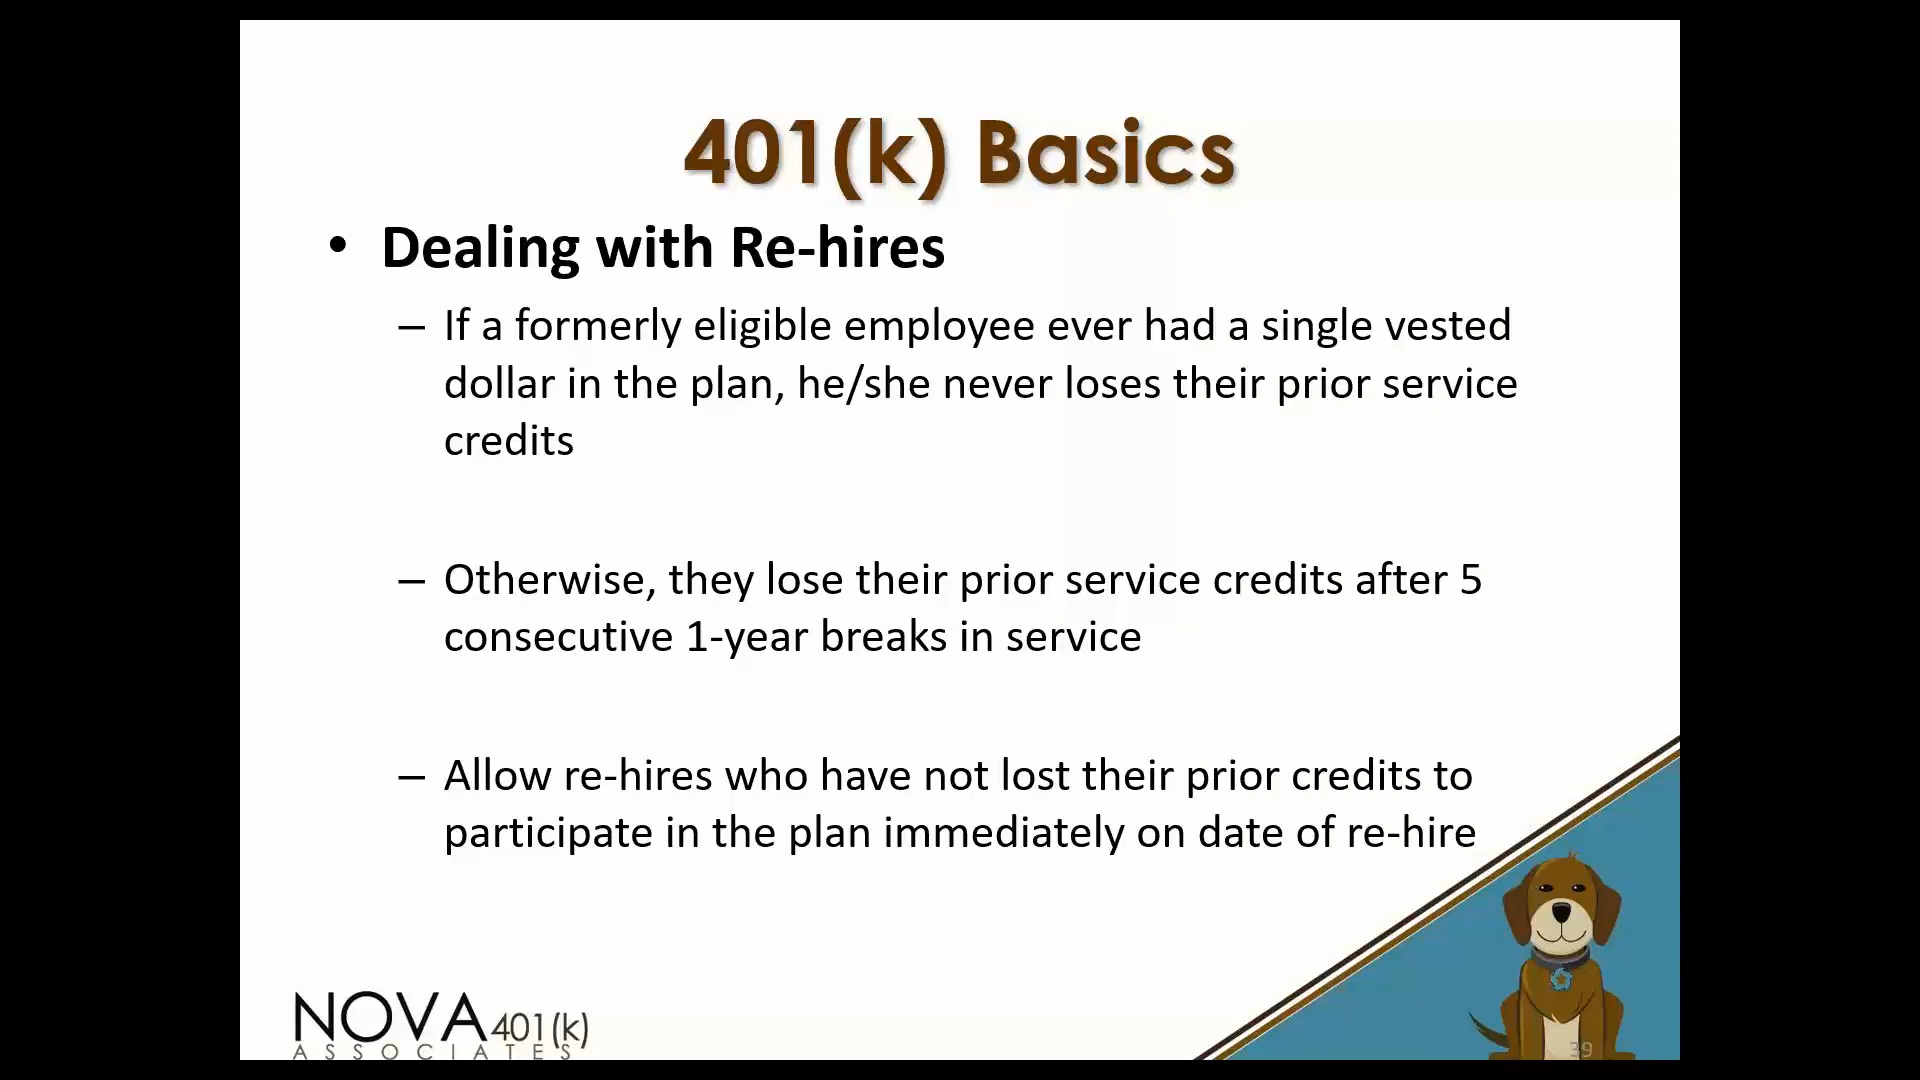 401(k) Basics
• Dealing with Re-hires
– If a formerly eligible employee ever had a single vested
dollar in the plan, he/she never loses their prior service
credits
– Otherwise, they lose their prior service credits after 5
consecutive 1-year breaks in service
– Allow re-hires who have not lost their prior credits to
participate in the plan immediately on date of re-hire
NOVA 401(k)
ASSOCIATES
39